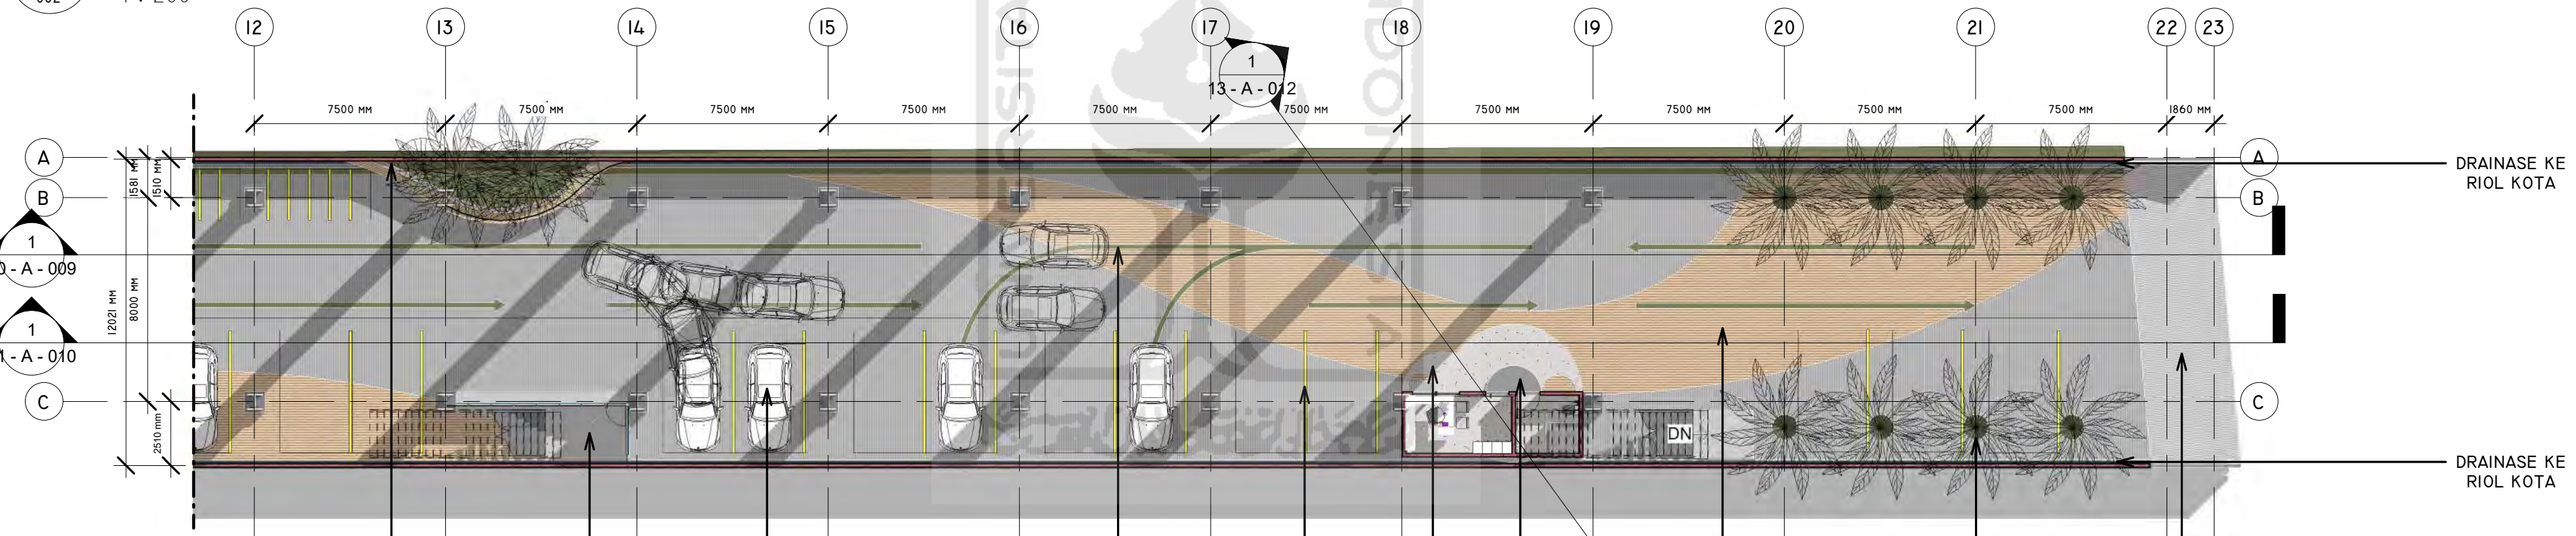 002
12 13 14 15 16 17 18 19 20 21 22 23
1
13 - A - 012
7500 MM 7500 MM 7500 MM 7500 MM 7500 MM 7500 MM 7500 MM 7500 MM 7500 MM 7500 MM 1860 MM
A
1581 MM
1510 MM
A
DRAINASE KE
RIOL KOTA
B
B
1
- A - 009
12021 MM
8000 MM
1
- A - 010
C
2510 mm
C
DN
DRAINASE KE
RIOL KOTA